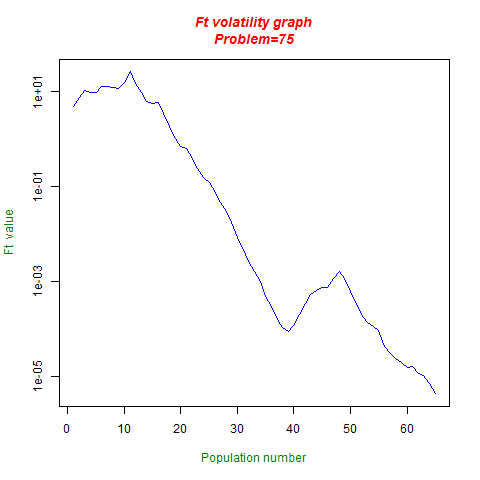 Ft volatility graph
Problem=75
1e+01
1e-01
1e-03
1e-05
Ft value
0 10 20 30 40 50 60
Population number